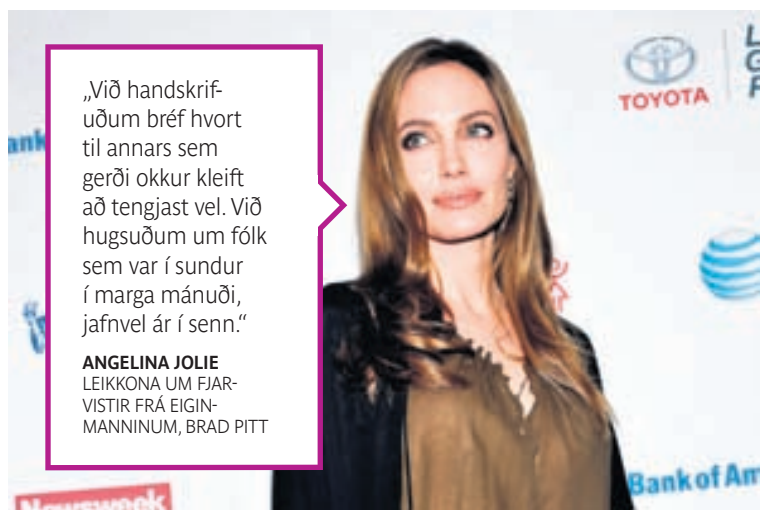 „Við handskrif-
uðum bréf hvort
til annars sem
gerði okkur kleift
að tengjast vel. Við
hugsuðum um fólk
sem var í sundur
í marga mánuði,
jafnvel ár í senn.“
ANGELINA JOLIE
LEIKKONA UM FJAR-
VISTIR FRÁ EIGIN-
MANNINUM, BRAD PITT
TOYOTA
Bank of Am
Newsweek